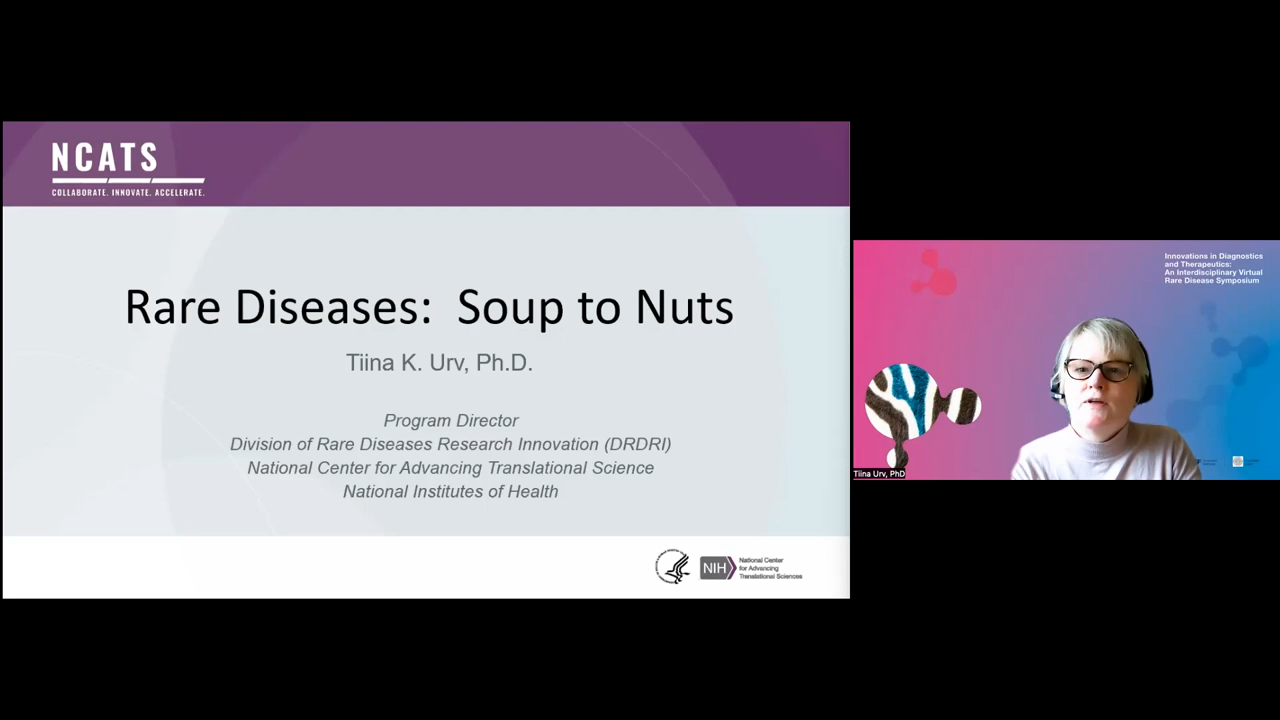 NCATS
COLLABORATE. INNOVATE. ACCELERATE.
Rare Diseases: Soup to Nuts
Tiina K. Urv, Ph.D.
Program Director
Division of Rare Diseases Research Innovation (DRDRI)
National Center for Advancing Translational Science
National Institutes of Health
NIH
National Center
for Advancing
Translational Sciences
Innovations in Diagnostics
and Therapeutics:
An Interdisciplinary Virtual
Rare Disease Symposium
Tiina Urv, PhD